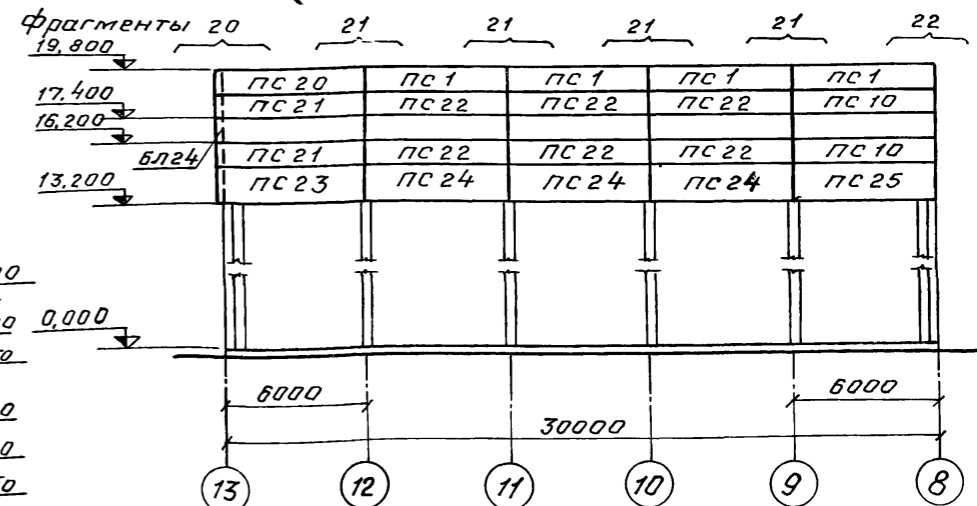 фрагменты 20 21 21 21 21 22
19,800
ПС 20 ПС 1 ПС 1 ПС 1 ПС 1
17.400
ПС 21 ПС 22 ПС 22 ПС 22 ПС 10
16,200
БЛ24
ПС 21 ПС 22 ПС 22 ПС 22 ПС 10
13,200
ПС 23 ПС 24 ПС 24 ПС 24 ПС 25
0,000
6000 6000
30000
13 12 11 10 9 8